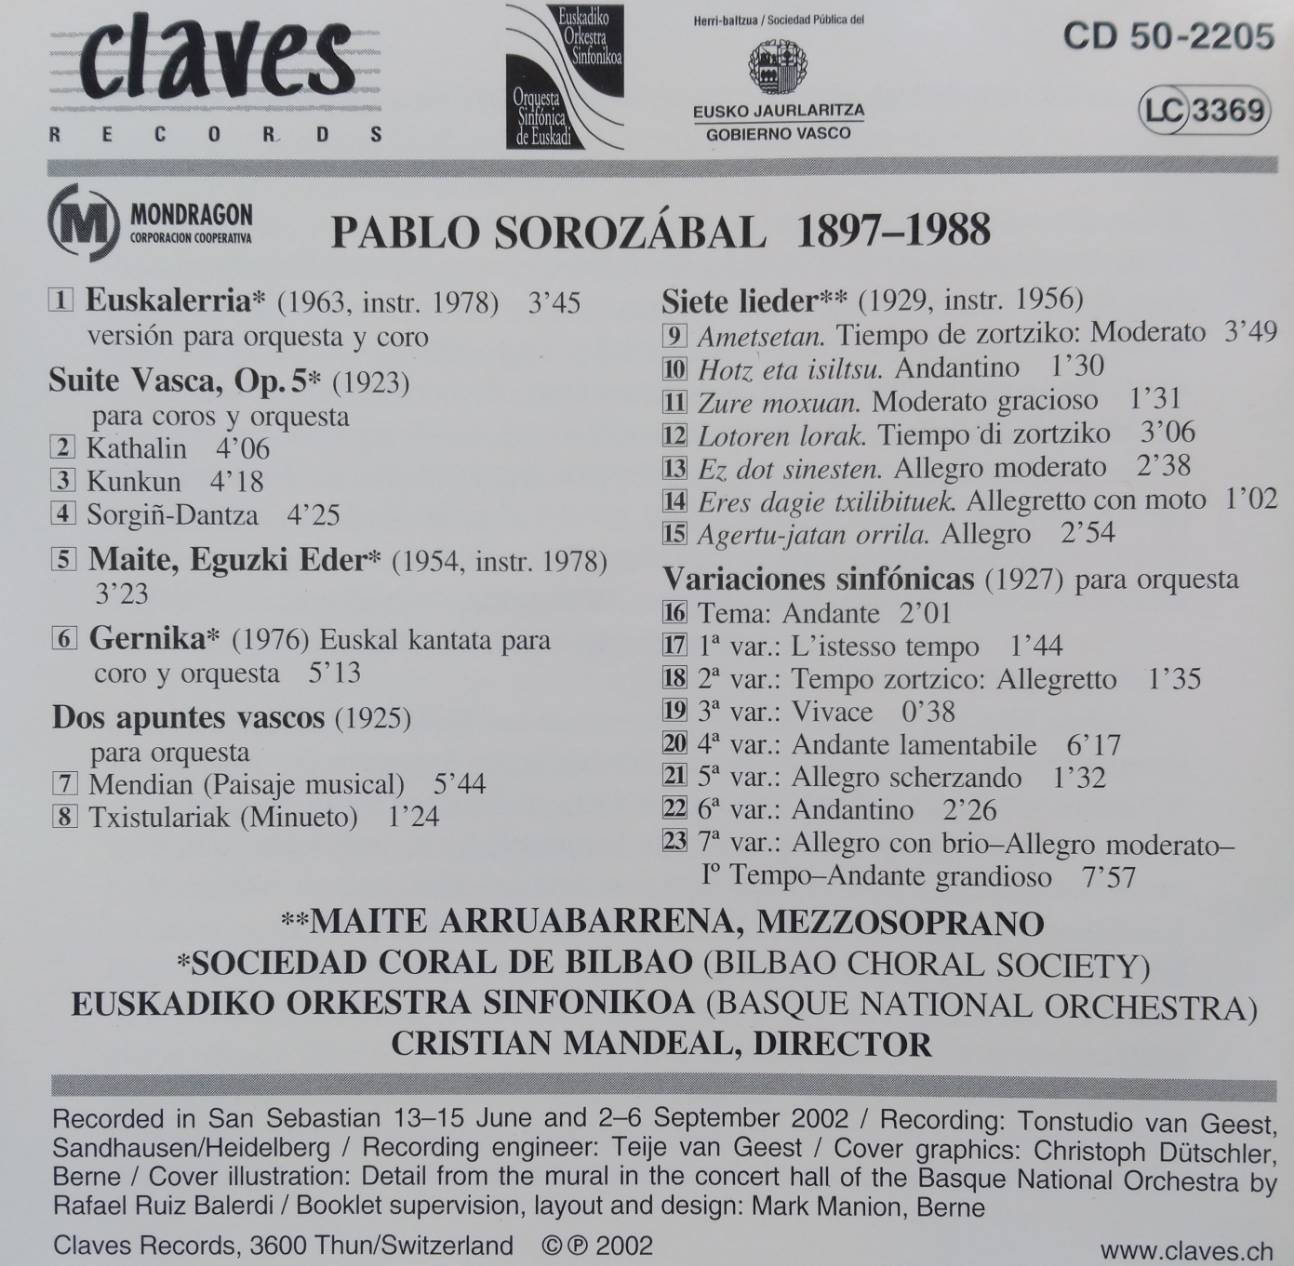 claves
RECORDS
Euskadiko
Orkestra
Sinfonikoa
Orquesta
Sinfónica
de Euskadi
Herri-baltzua / Sociedad Pública del
EUSKO JAURLARITZA
GOBIERNO VASCO
CD 50-2205
LC 3369
M MONDRAGON
CORPORACION COOPERATIVA
PABLO SOROZÁBAL 1897–1988
1 Euskalerria* (1963, instr. 1978) 3'45
versión para orquesta y coro
Suite Vasca, Op. 5* (1923)
para coros y orquesta
2 Kathalin 4'06
3 Kunkun 4'18
4 Sorgiñ-Dantza 4'25
5 Maite, Eguzki Eder* (1954, instr. 1978)
3'23
6 Gernika* (1976) Euskal kantata para
coro y orquesta 5'13
Dos apuntes vascos (1925)
para orquesta
7 Mendian (Paisaje musical) 5'44
8 Txistulariak (Minueto) 1'24
Siete lieder** (1929, instr. 1956)
9 Ametsetan. Tiempo de zortziko: Moderato 3'49
10 Hotz eta isiltsu. Andantino 1'30
11 Zure moxuan. Moderato gracioso 1'31
12 Lotoren lorak. Tiempo di zortziko 3'06
13 Ez dot sinesten. Allegro moderato 2'38
14 Eres dagie txilibituek. Allegretto con moto 1'02
15 Agertu-jatan orrila. Allegro 2'54
Variaciones sinfónicas (1927) para orquesta
16 Tema: Andante 2'01
17 1ª var.: L'istesso tempo 1'44
18 2ª var.: Tempo zortzico: Allegretto 1'35
19 3ª var.: Vivace 0'38
20 4ª var.: Andante lamentabile 6'17
21 5ª var.: Allegro scherzando 1'32
22 6ª var.: Andantino 2'26
23 7ª var.: Allegro con brio–Allegro moderato–
Iº Tempo–Andante grandioso 7'57
**MAITE ARRUABARRENA, MEZZOSOPRANO
*SOCIEDAD CORAL DE BILBAO (BILBAO CHORAL SOCIETY)
EUSKADIKO ORKESTRA SINFONIKOA (BASQUE NATIONAL ORCHESTRA)
CRISTIAN MANDEAL, DIRECTOR
Recorded in San Sebastian 13–15 June and 2–6 September 2002 / Recording: Tonstudio van Geest,
Sandhausen/Heidelberg / Recording engineer: Teije van Geest / Cover graphics: Christoph Dütschler,
Berne / Cover illustration: Detail from the mural in the concert hall of the Basque National Orchestra by
Rafael Ruiz Balerdi / Booklet supervision, layout and design: Mark Manion, Berne
Claves Records, 3600 Thun/Switzerland © ℗ 2002
www.claves.ch